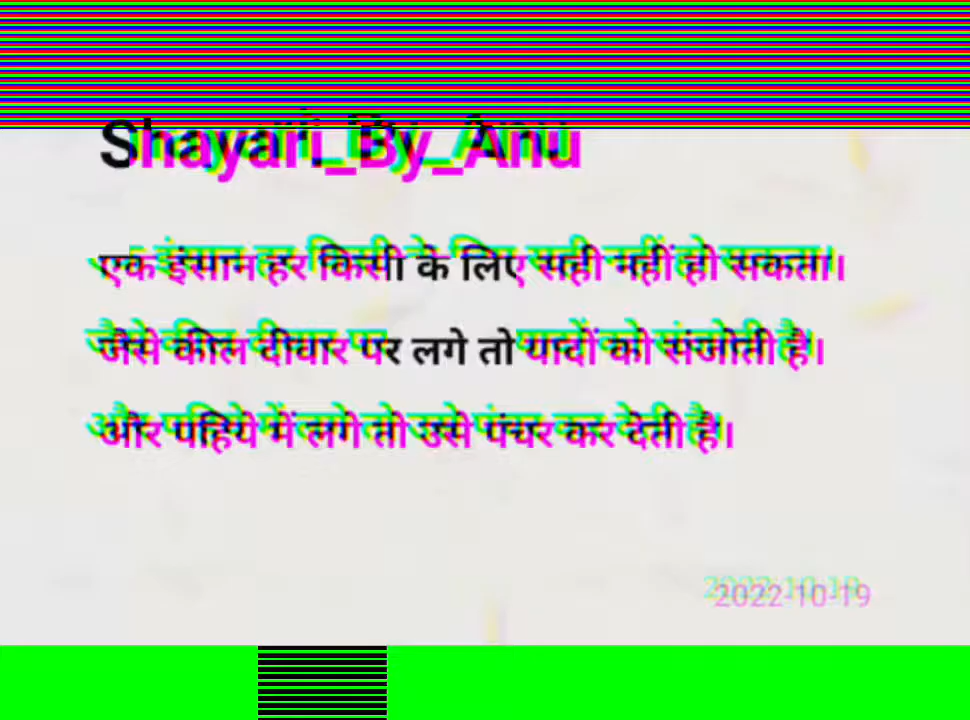 Shayari_By_Anu
एक इंसान हर किसी के लिए सही नहीं हो सकता।
जैसे कील दीवार पर लगे तो यादों को संजोती है।
और पहिये में लगे तो उसे पंचर कर देती है।
2022-10-19